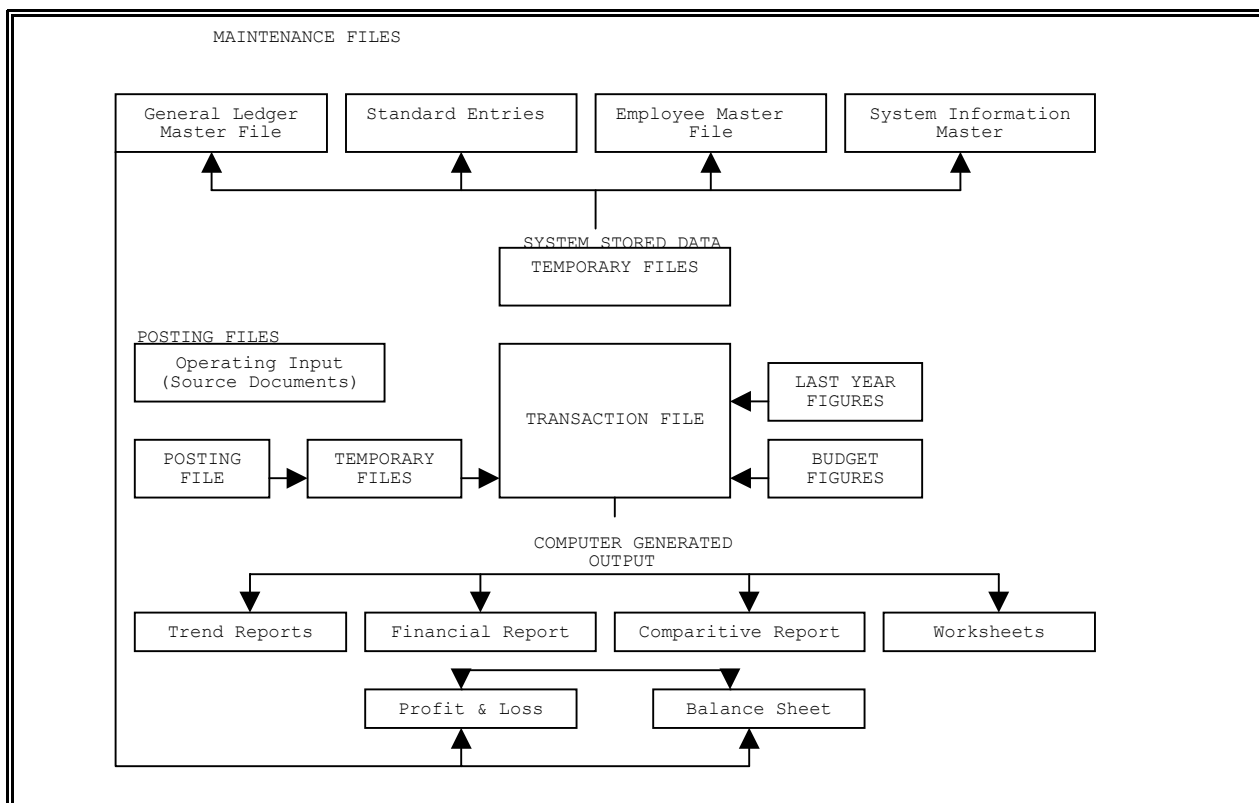 MAINTENANCE FILES
General Ledger
Master File
Standard Entries
Employee Master
File
System Information
Master
SYSTEM STORED DATA
TEMPORARY FILES
POSTING FILES
Operating Input
(Source Documents)
TRANSACTION FILE
LAST YEAR
FIGURES
POSTING
FILE
TEMPORARY
FILES
BUDGET
FIGURES
COMPUTER GENERATED
OUTPUT
Trend Reports
Financial Report
Comparitive Report
Worksheets
Profit & Loss
Balance Sheet